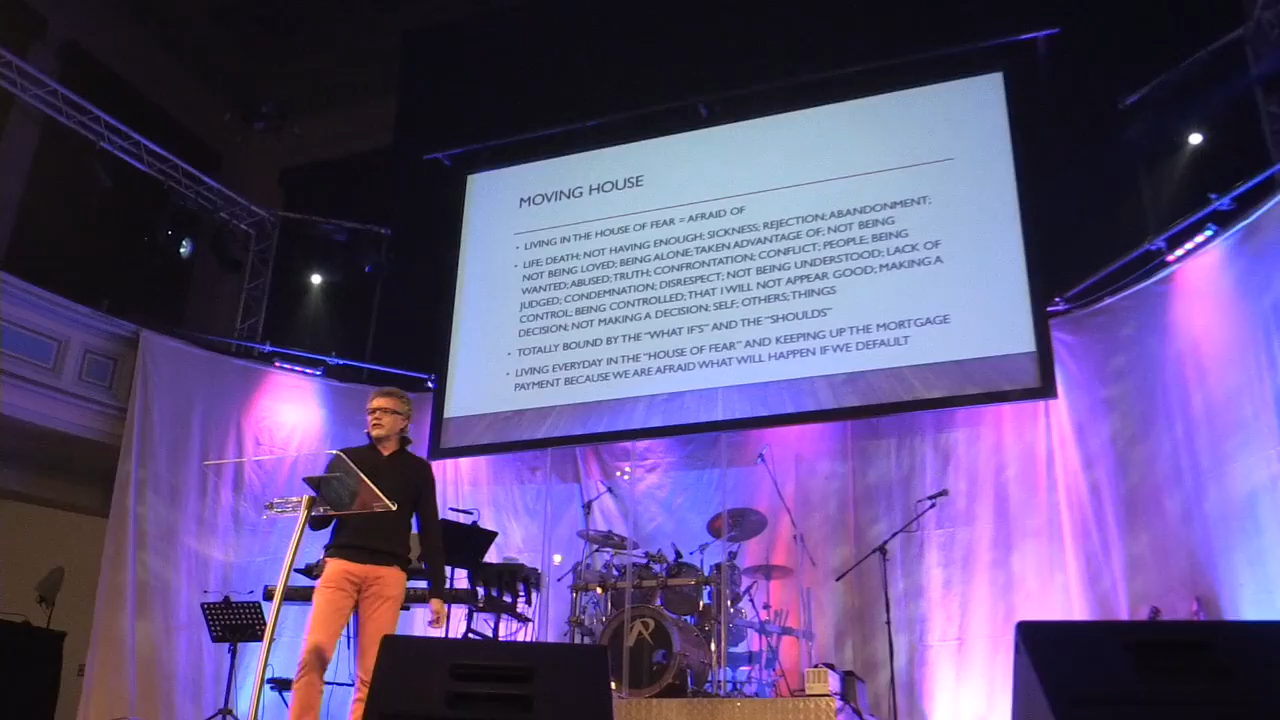 MOVING HOUSE
• LIVING IN THE HOUSE OF FEAR = AFRAID OF
• LIFE; DEATH; NOT HAVING ENOUGH; SICKNESS; REJECTION; ABANDONMENT;
NOT BEING LOVED; BEING ALONE; TAKEN ADVANTAGE OF; NOT BEING
WANTED; ABUSED; TRUTH; CONFRONTATION; CONFLICT; PEOPLE; BEING
JUDGED; CONDEMNATION; DISRESPECT; NOT BEING UNDERSTOOD; LACK OF
CONTROL; BEING CONTROLLED; THAT I WILL NOT APPEAR GOOD; MAKING A
DECISION; NOT MAKING A DECISION; SELF; OTHERS; THINGS
• TOTALLY BOUND BY THE "WHAT IF'S" AND THE "SHOULDS"
• LIVING EVERYDAY IN THE "HOUSE OF FEAR" AND KEEPING UP THE MORTGAGE
PAYMENT BECAUSE WE ARE AFRAID WHAT WILL HAPPEN IF WE DEFAULT
R